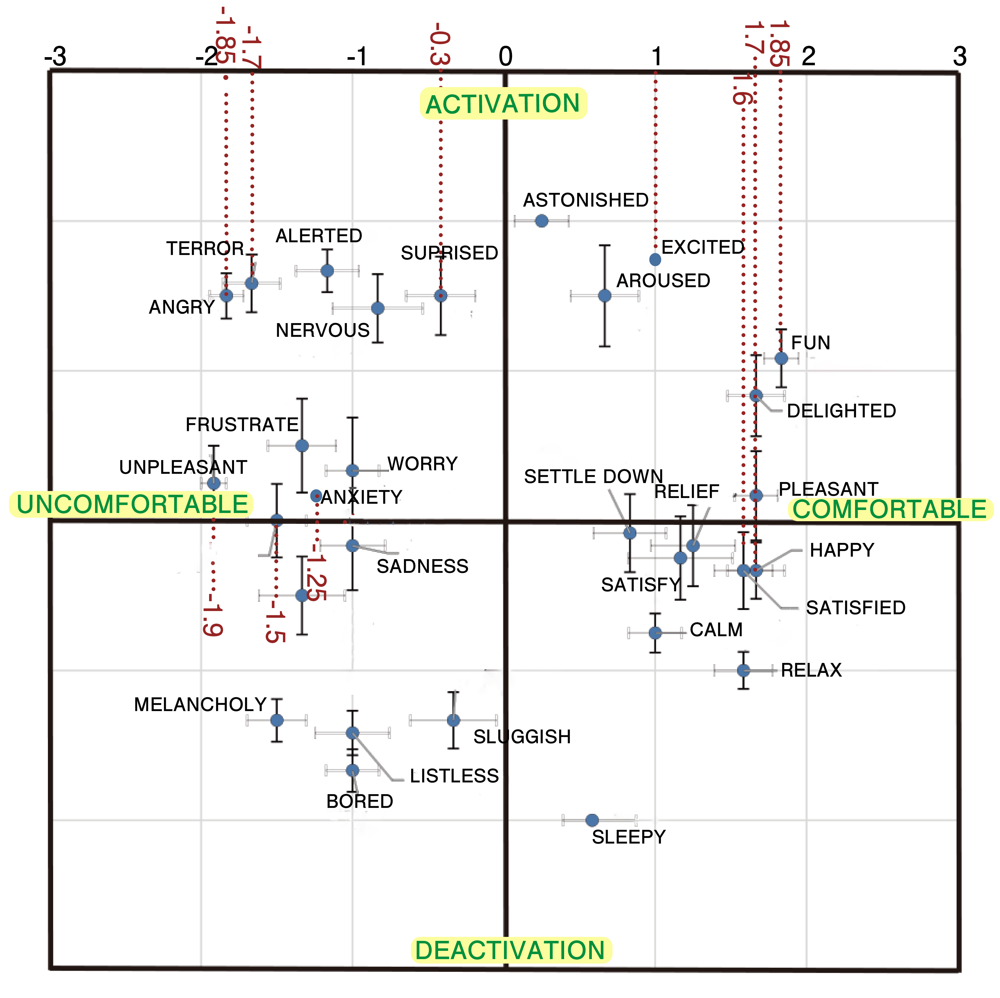 -3
-2
-1.85
-1.7
-1
-0.3
0
1
1.7
1.85
2
3
1.6
ACTIVATION
ASTONISHED
ALERTED
TERROR
SUPRISED
EXCITED
AROUSED
ANGRY
NERVOUS
FUN
DELIGHTED
FRUSTRATE
WORRY
UNPLEASANT
SETTLE DOWN
RELIEF
PLEASANT
ANXIETY
UNCOMFORTABLE
COMFORTABLE
HAPPY
SADNESS
-1.25
SATISFY
SATISFIED
-1.9
-1.5
CALM
RELAX
MELANCHOLY
SLUGGISH
LISTLESS
BORED
SLEEPY
DEACTIVATION